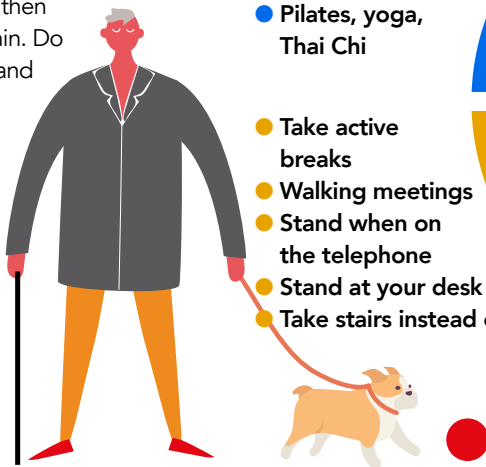 then
in. Do
and
Pilates, yoga,
Thai Chi
Take active
breaks
Walking meetings
Stand when on
the telephone
Stand at your desk
Take stairs instead